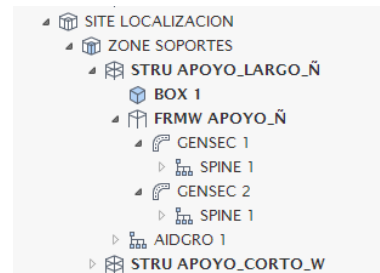 SITE LOCALIZACION
ZONE SOPORTES
STRU APOYO_LARGO_Ñ
BOX 1
FRMW APOYO_Ñ
GENSEC 1
SPINE 1
GENSEC 2
SPINE 1
AIDGRO 1
STRU APOYO_CORTO_W